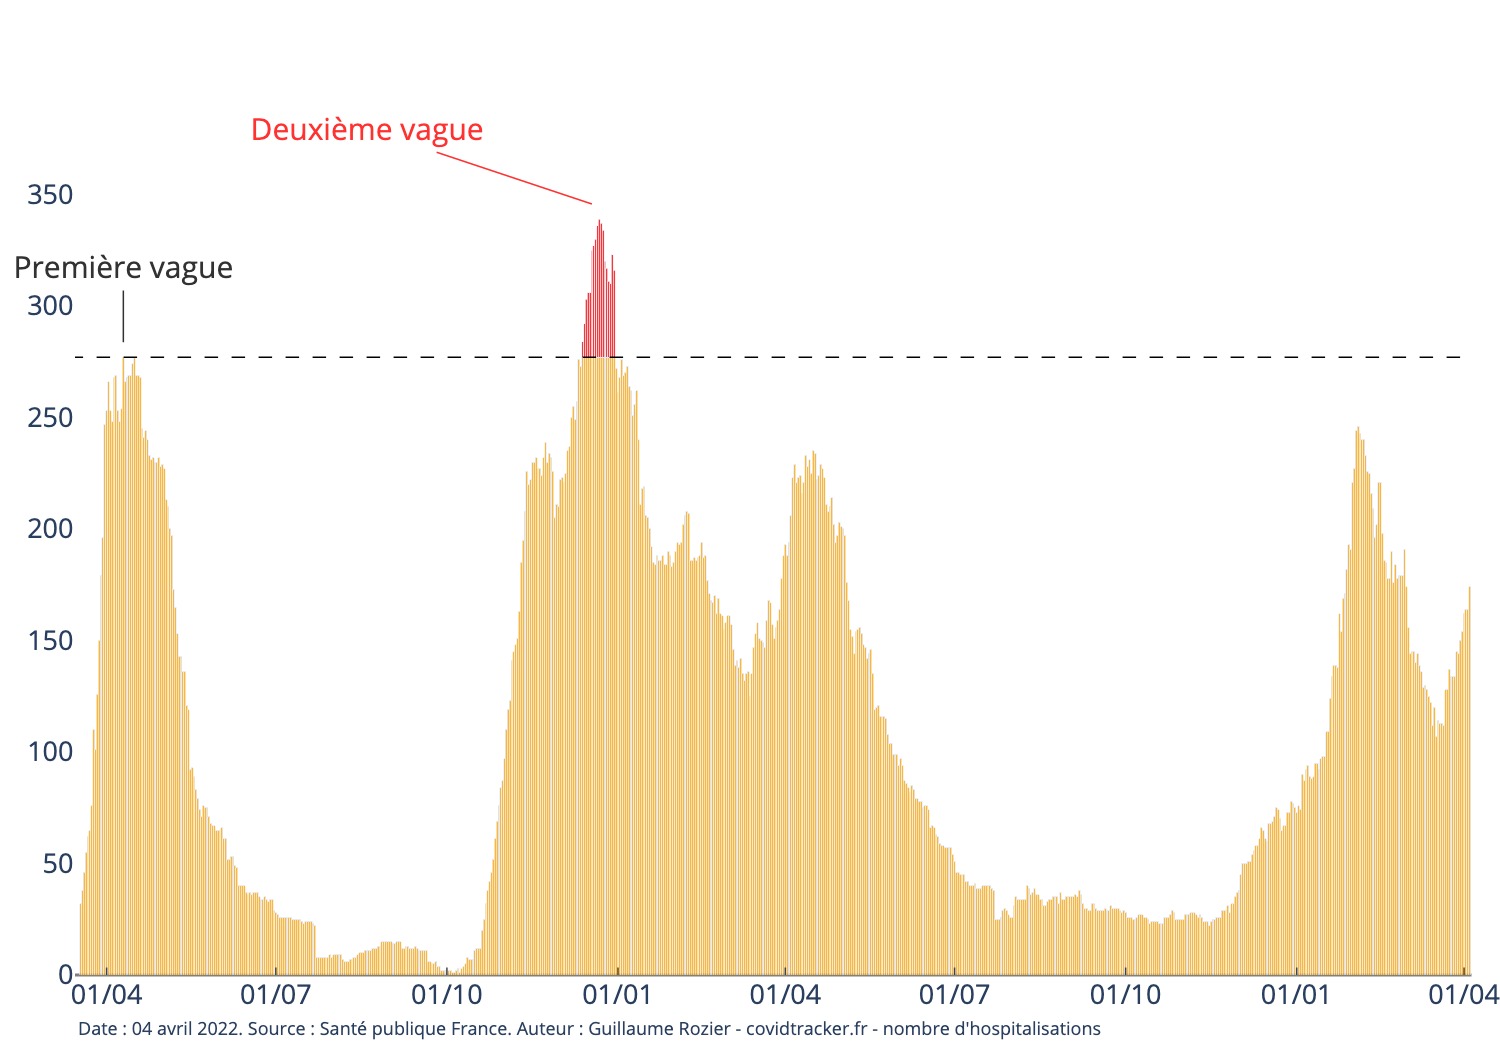 Deuxième vague
350
Première vague
300
250
200
150
100
50
0
01/04 01/07 01/10 01/01 01/04 01/07 01/10 01/01 01/04
Date : 04 avril 2022. Source : Santé publique France. Auteur : Guillaume Rozier - covidtracker.fr - nombre d'hospitalisations